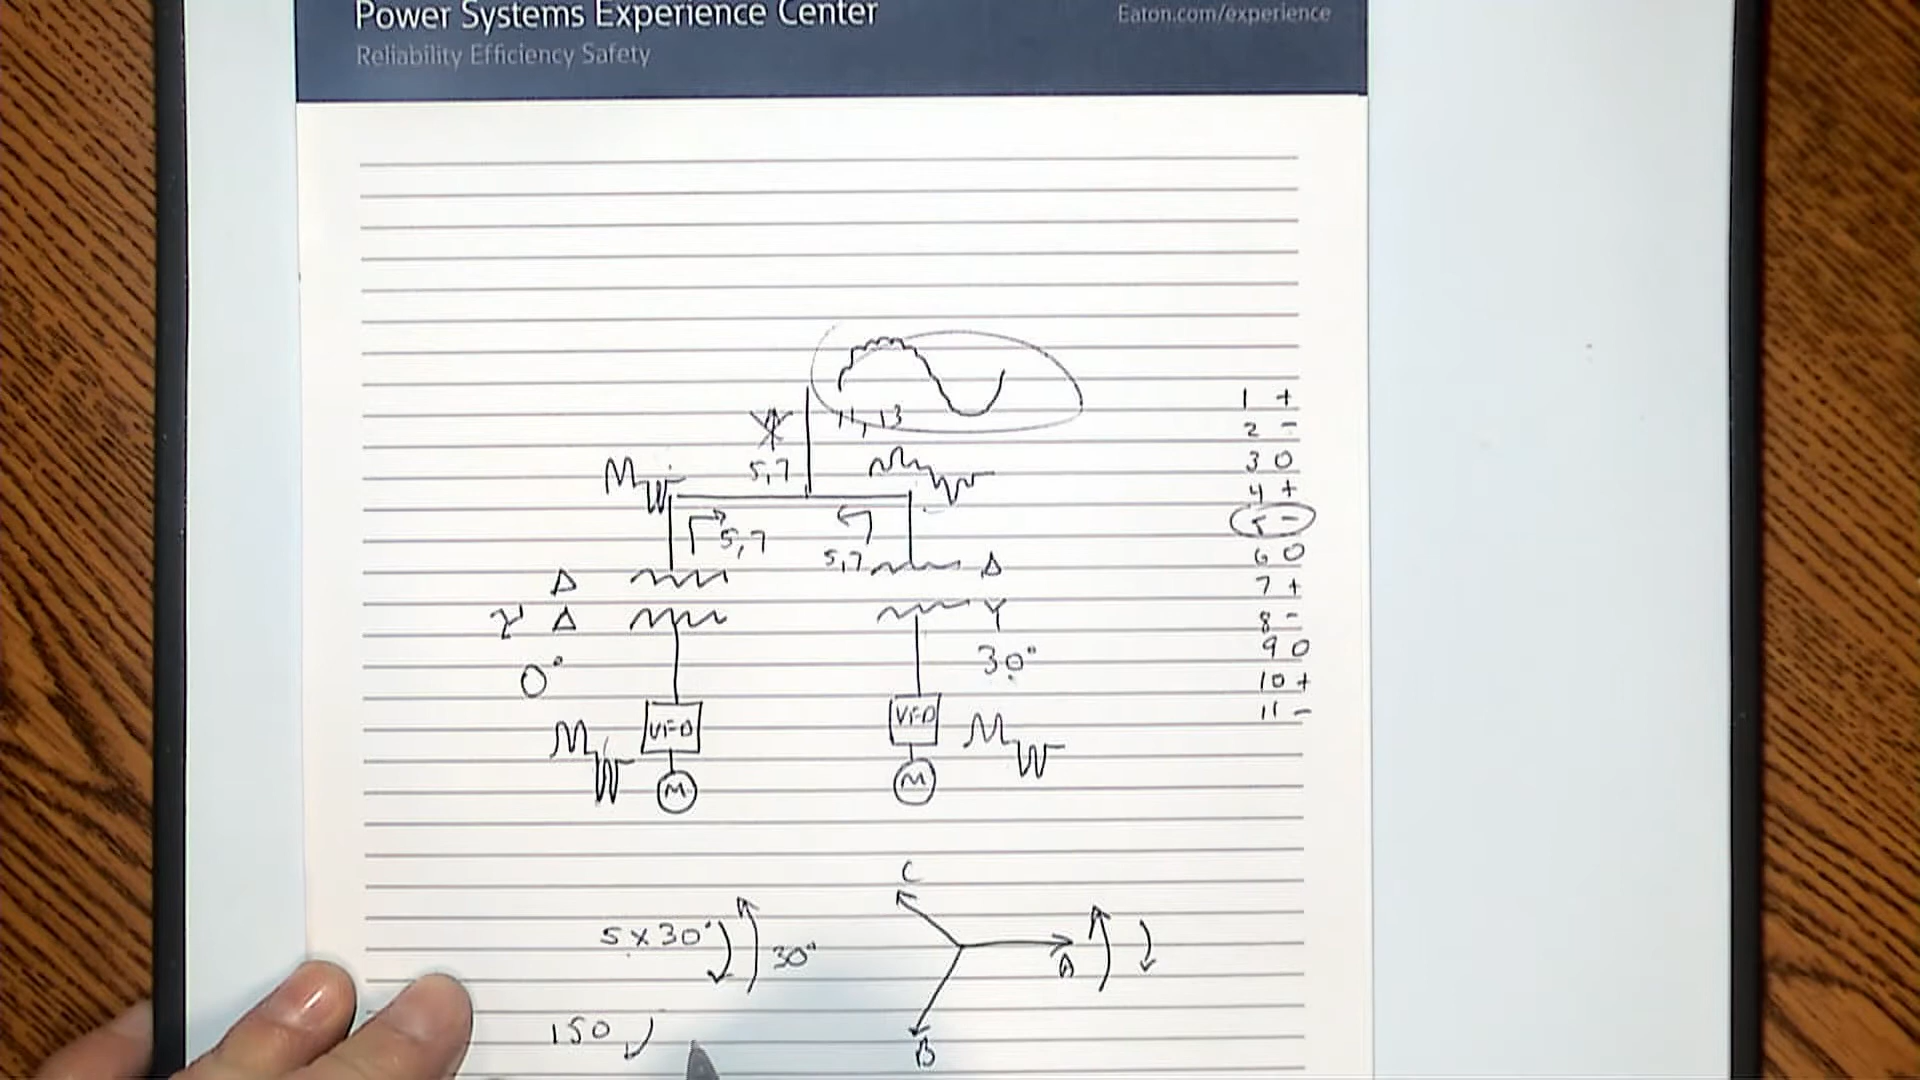 Power Systems Experience Center
Eaton.com/experience
Reliability Efficiency Safety
11, 13
5,7
5,7
5,7
Δ
Δ
Δ
Y
0°
30°
VFD
VFD
M
M
1 +
2 -
3 0
4 +
5 -
6 0
7 +
8 -
9 0
10 +
11 -
C
A
B
5 x 30°
30°
150